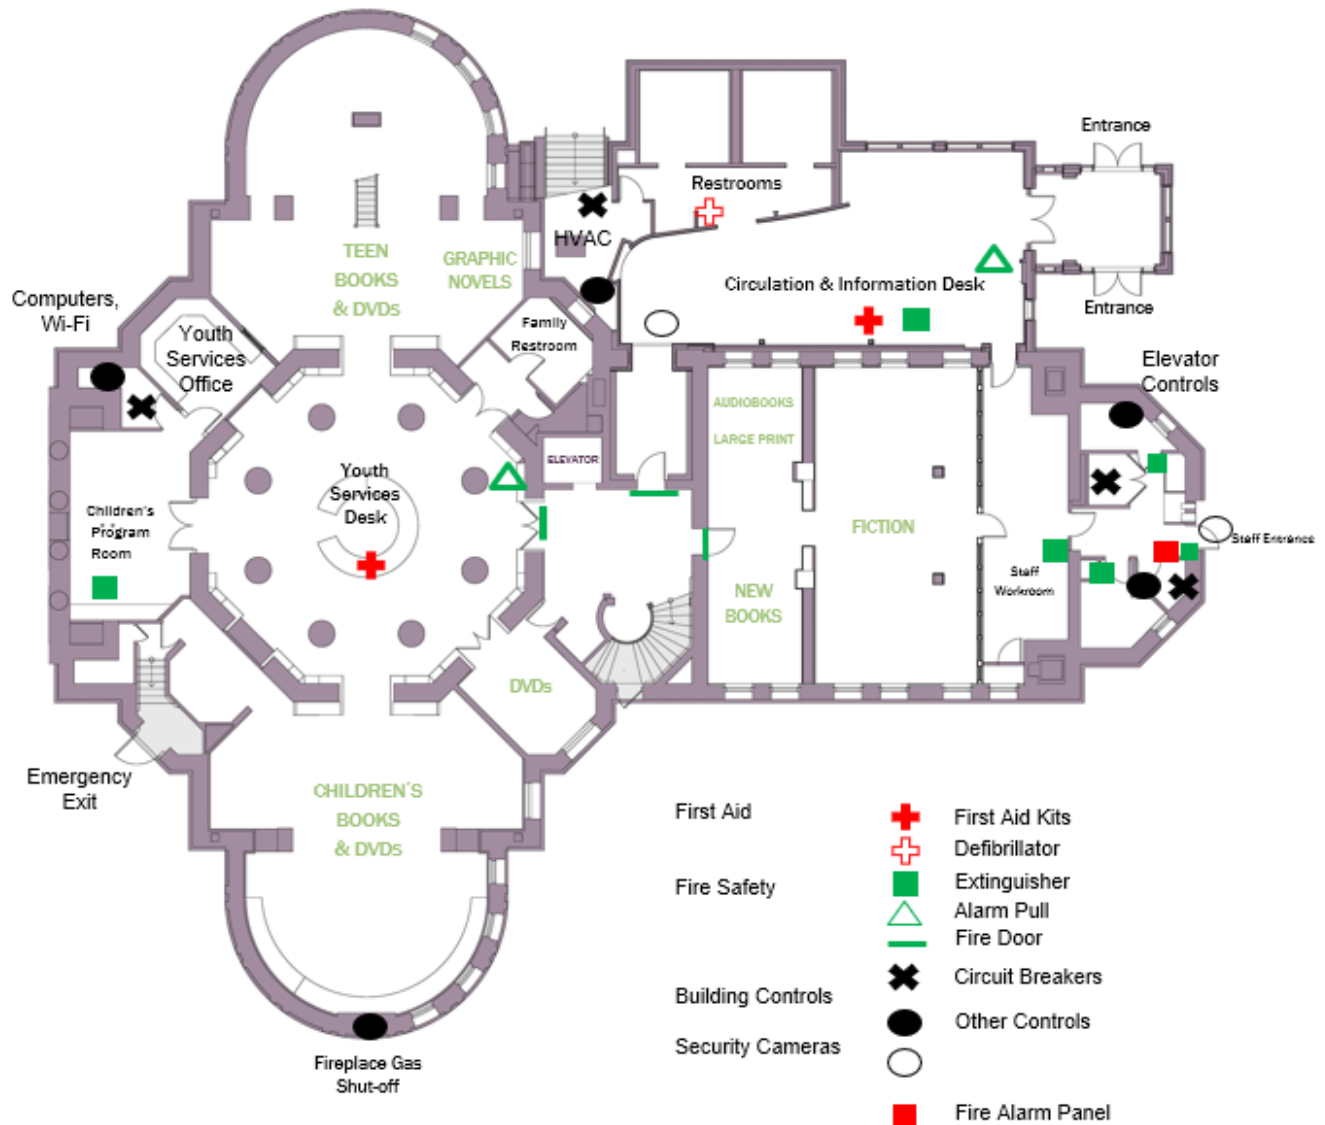 Entrance
Restrooms
HVAC
TEEN
BOOKS
& DVDs
GRAPHIC
NOVELS
Circulation & Information Desk
Entrance
Computers,
Wi-Fi
Youth
Services
Office
Family
Restroom
Elevator
Controls
AUDIOBOOKS
LARGE PRINT
ELEVATOR
Youth
Services
Desk
Children's
Program
Room
FICTION
Staff Entrance
Staff
Workroom
NEW
BOOKS
DVDs
Emergency
Exit
CHILDREN'S
BOOKS
& DVDs
Fireplace Gas
Shut-off
First Aid
First Aid Kits
Defibrillator
Fire Safety
Extinguisher
Alarm Pull
Fire Door
Circuit Breakers
Building Controls
Other Controls
Security Cameras
Fire Alarm Panel